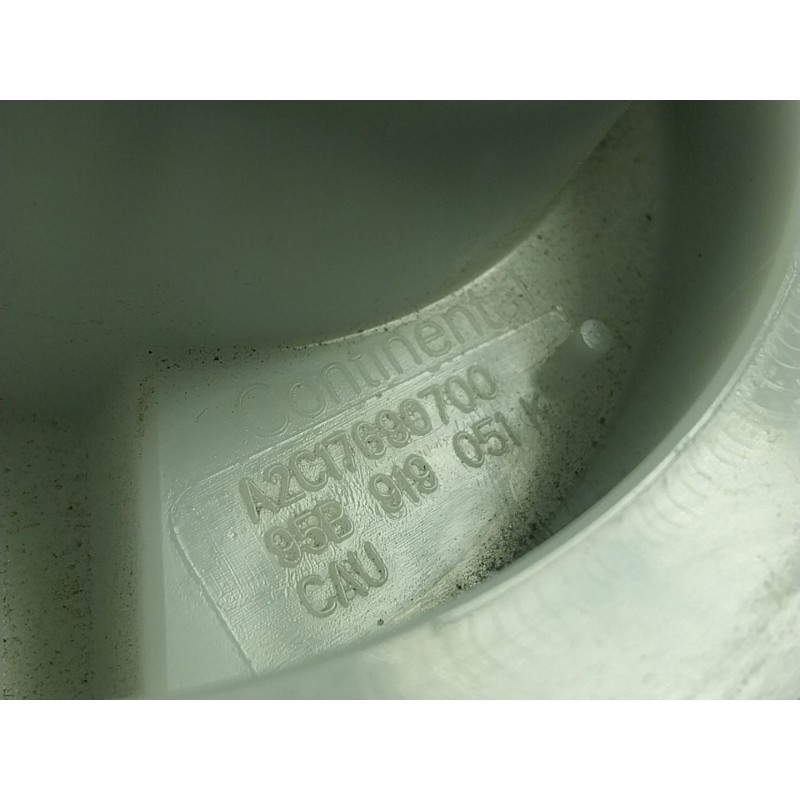 Continental
A2C17690700
95B 919 051 K
CAU